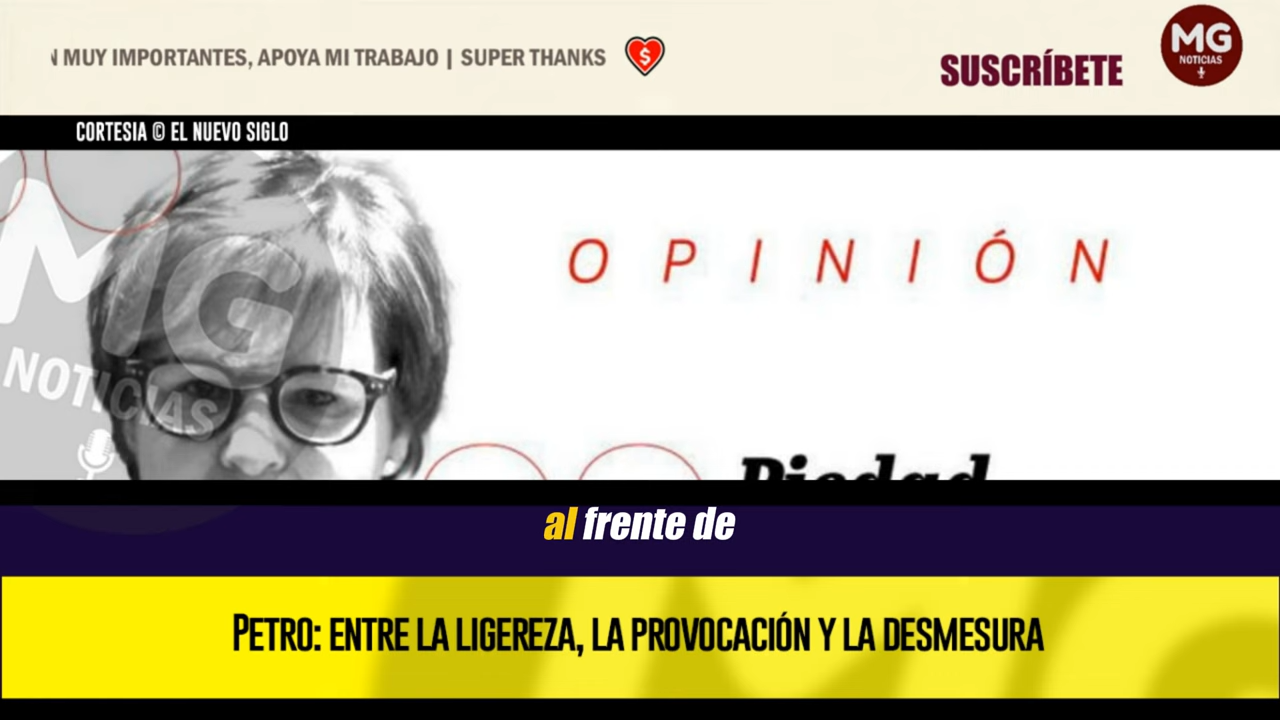 N MUY IMPORTANTES, APOYA MI TRABAJO | SUPER THANKS
SUSCRÍBETE
MG
NOTICIAS
CORTESIA © EL NUEVO SIGLO
MG
NOTICIAS
OPINIÓN
Piedad
al frente de
PETRO: ENTRE LA LIGEREZA, LA PROVOCACIÓN Y LA DESMESURA